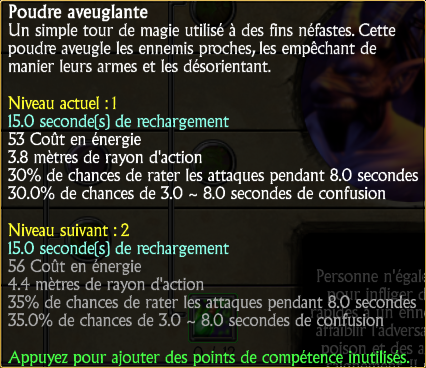 Poudre aveuglante
Un simple tour de magie utilisé à des fins néfastes. Cette
poudre aveugle les ennemis proches, les empêchant de
manier leurs armes et les désorientant.
Niveau actuel : 1
15.0 seconde(s) de rechargement
53 Coût en énergie
3.8 mètres de rayon d'action
30% de chances de rater les attaques pendant 8.0 secondes
30.0% de chances de 3.0 ~ 8.0 secondes de confusion
Niveau suivant : 2
15.0 seconde(s) de rechargement
56 Coût en énergie
4.4 mètres de rayon d'action
35% de chances de rater les attaques pendant 8.0 secondes
35.0% de chances de 3.0 ~ 8.0 secondes de confusion
Appuyez pour ajouter des points de compétence inutilisés.
Personne n'égale
pour infliger d
rapides à un enne
affaiblir l'adversa
poison et des a